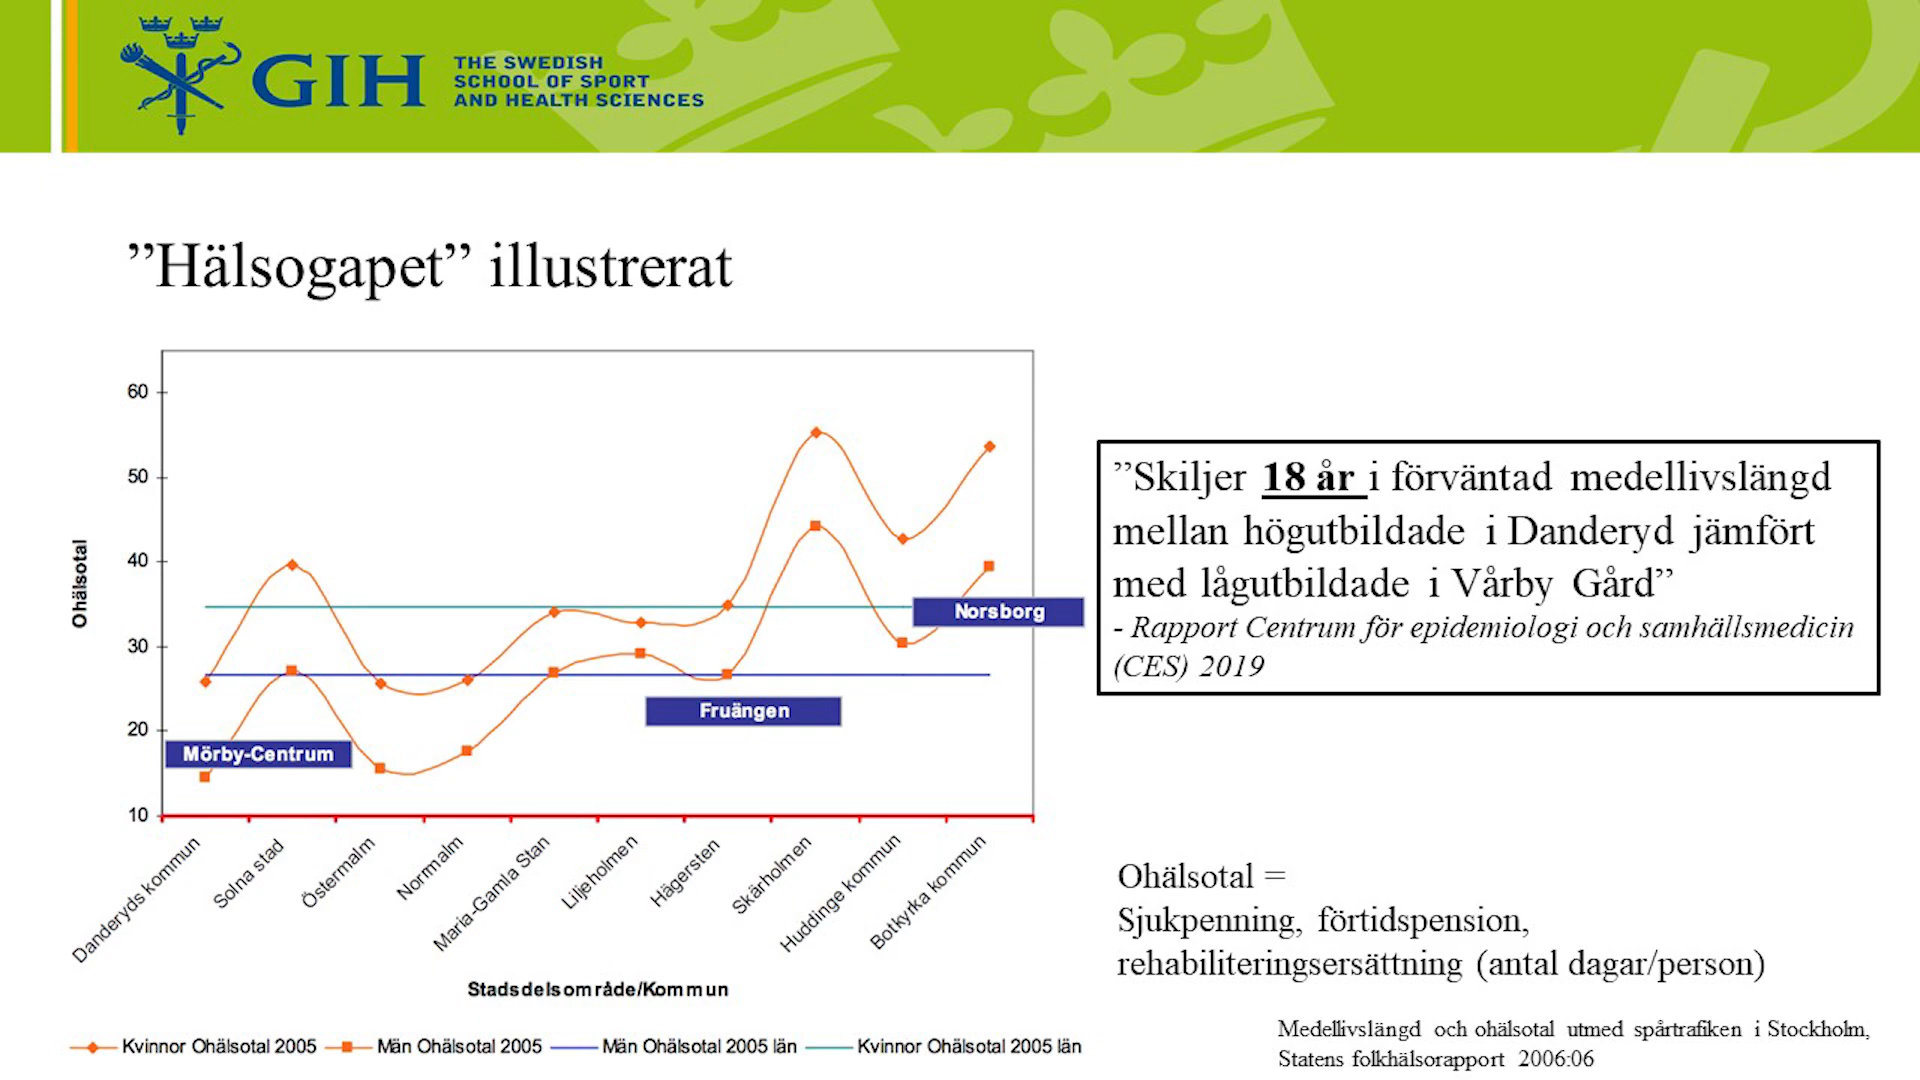 GIH
THE SWEDISH
SCHOOL OF SPORT
AND HEALTH SCIENCES
”Hälsogapet” illustrerat
60
50
40
30
20
10
Ohälsotal
Mörby-Centrum
Fruängen
Norsborg
Danderyds kommun
Solna stad
Östermalm
Norrmalm
Maria-Gamla Stan
Liljeholmen
Hägersten
Skärholmen
Huddinge kommun
Botkyrka kommun
Stadsdelsområde/Kommun
Kvinnor Ohälsotal 2005
Män Ohälsotal 2005
Män Ohälsotal 2005 län
Kvinnor Ohälsotal 2005 län
”Skiljer 18 år i förväntad medellivslängd
mellan högutbildade i Danderyd jämfört
med lågutbildade i Vårby Gård”
- Rapport Centrum för epidemiologi och samhällsmedicin
(CES) 2019
Ohälsotal =
Sjukpenning, förtidspension,
rehabiliteringsersättning (antal dagar/person)
Medellivslängd och ohälsotal utmed spårtrafiken i Stockholm,
Statens folkhälsorapport 2006:06